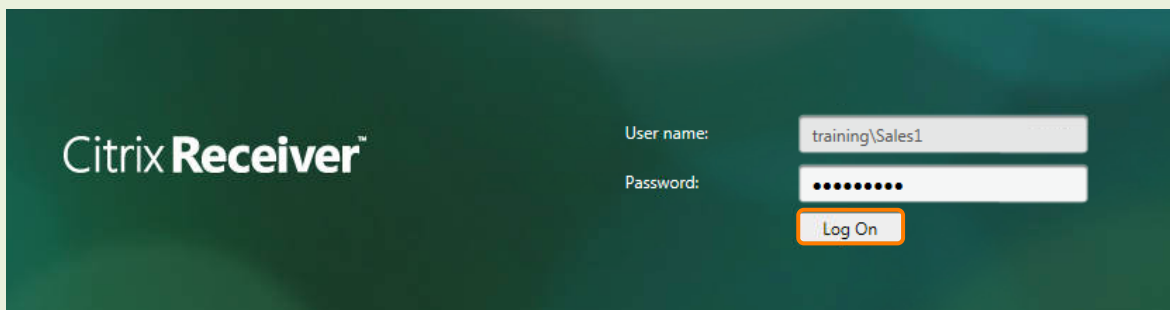 Citrix Receiver™
User name:
training\Sales1
Password:
•••••••••
Log On